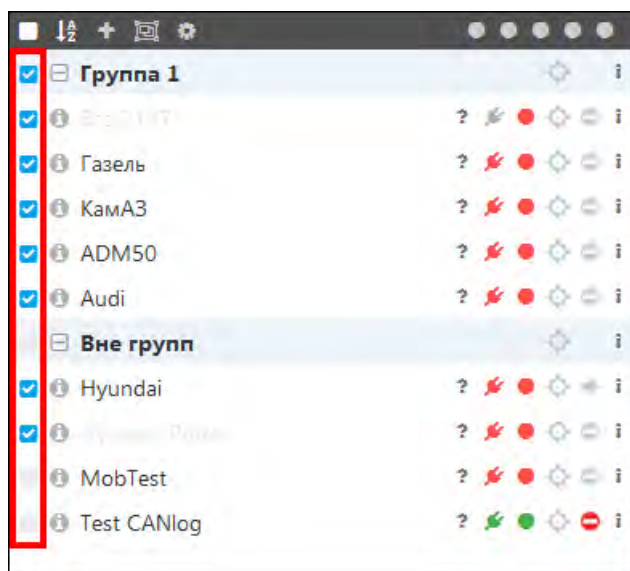 Группа 1
?
Газель ?
КамАЗ ?
ADM50 ?
Audi ?
Вне групп
Hyundai ?
?
MobTest ?
Test CANlog ?